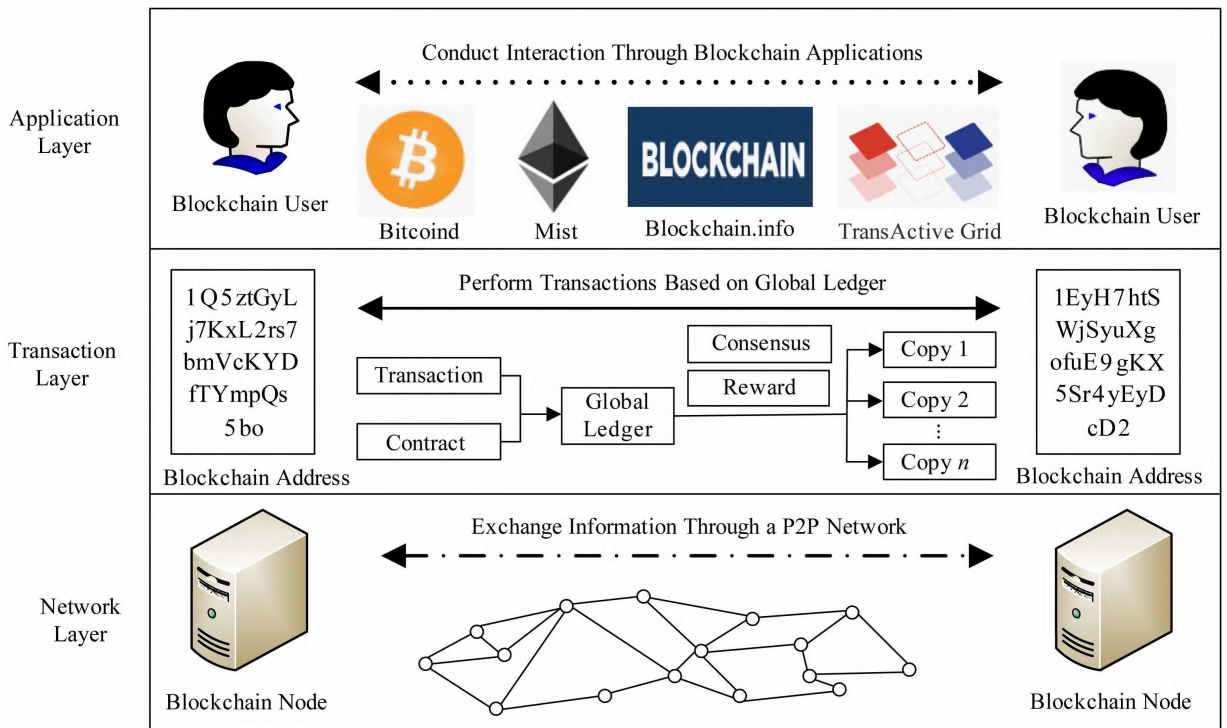 Application
Layer
Conduct Interaction Through Blockchain Applications
BLOCKCHAIN
Blockchain User
Bitcoind
Mist
Blockchain.info
TransActive Grid
Blockchain User
Transaction
Layer
Perform Transactions Based on Global Ledger
1Q5ztGyL
j7KxL2rs7
bmVcKYD
fTYmpQs
5bo
Blockchain Address
Transaction
Contract
Global
Ledger
Consensus
Reward
Copy 1
Copy 2
⋮
Copy n
1EyH7htS
WjSyuXg
ofuE9gKX
5Sr4yEyD
cD2
Blockchain Address
Network
Layer
Exchange Information Through a P2P Network
Blockchain Node
Blockchain Node